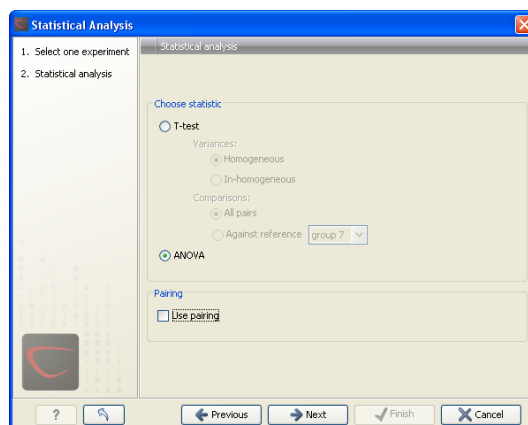 Statistical Analysis
1. Select one experiment
2. Statistical analysis
Statistical analysis
Choose statistic
T-test
Variances:
Homogeneous
In-homogeneous
Comparisons:
All pairs
Against reference group 7
ANOVA
Pairing
Use pairing
? Previous Next Finish Cancel